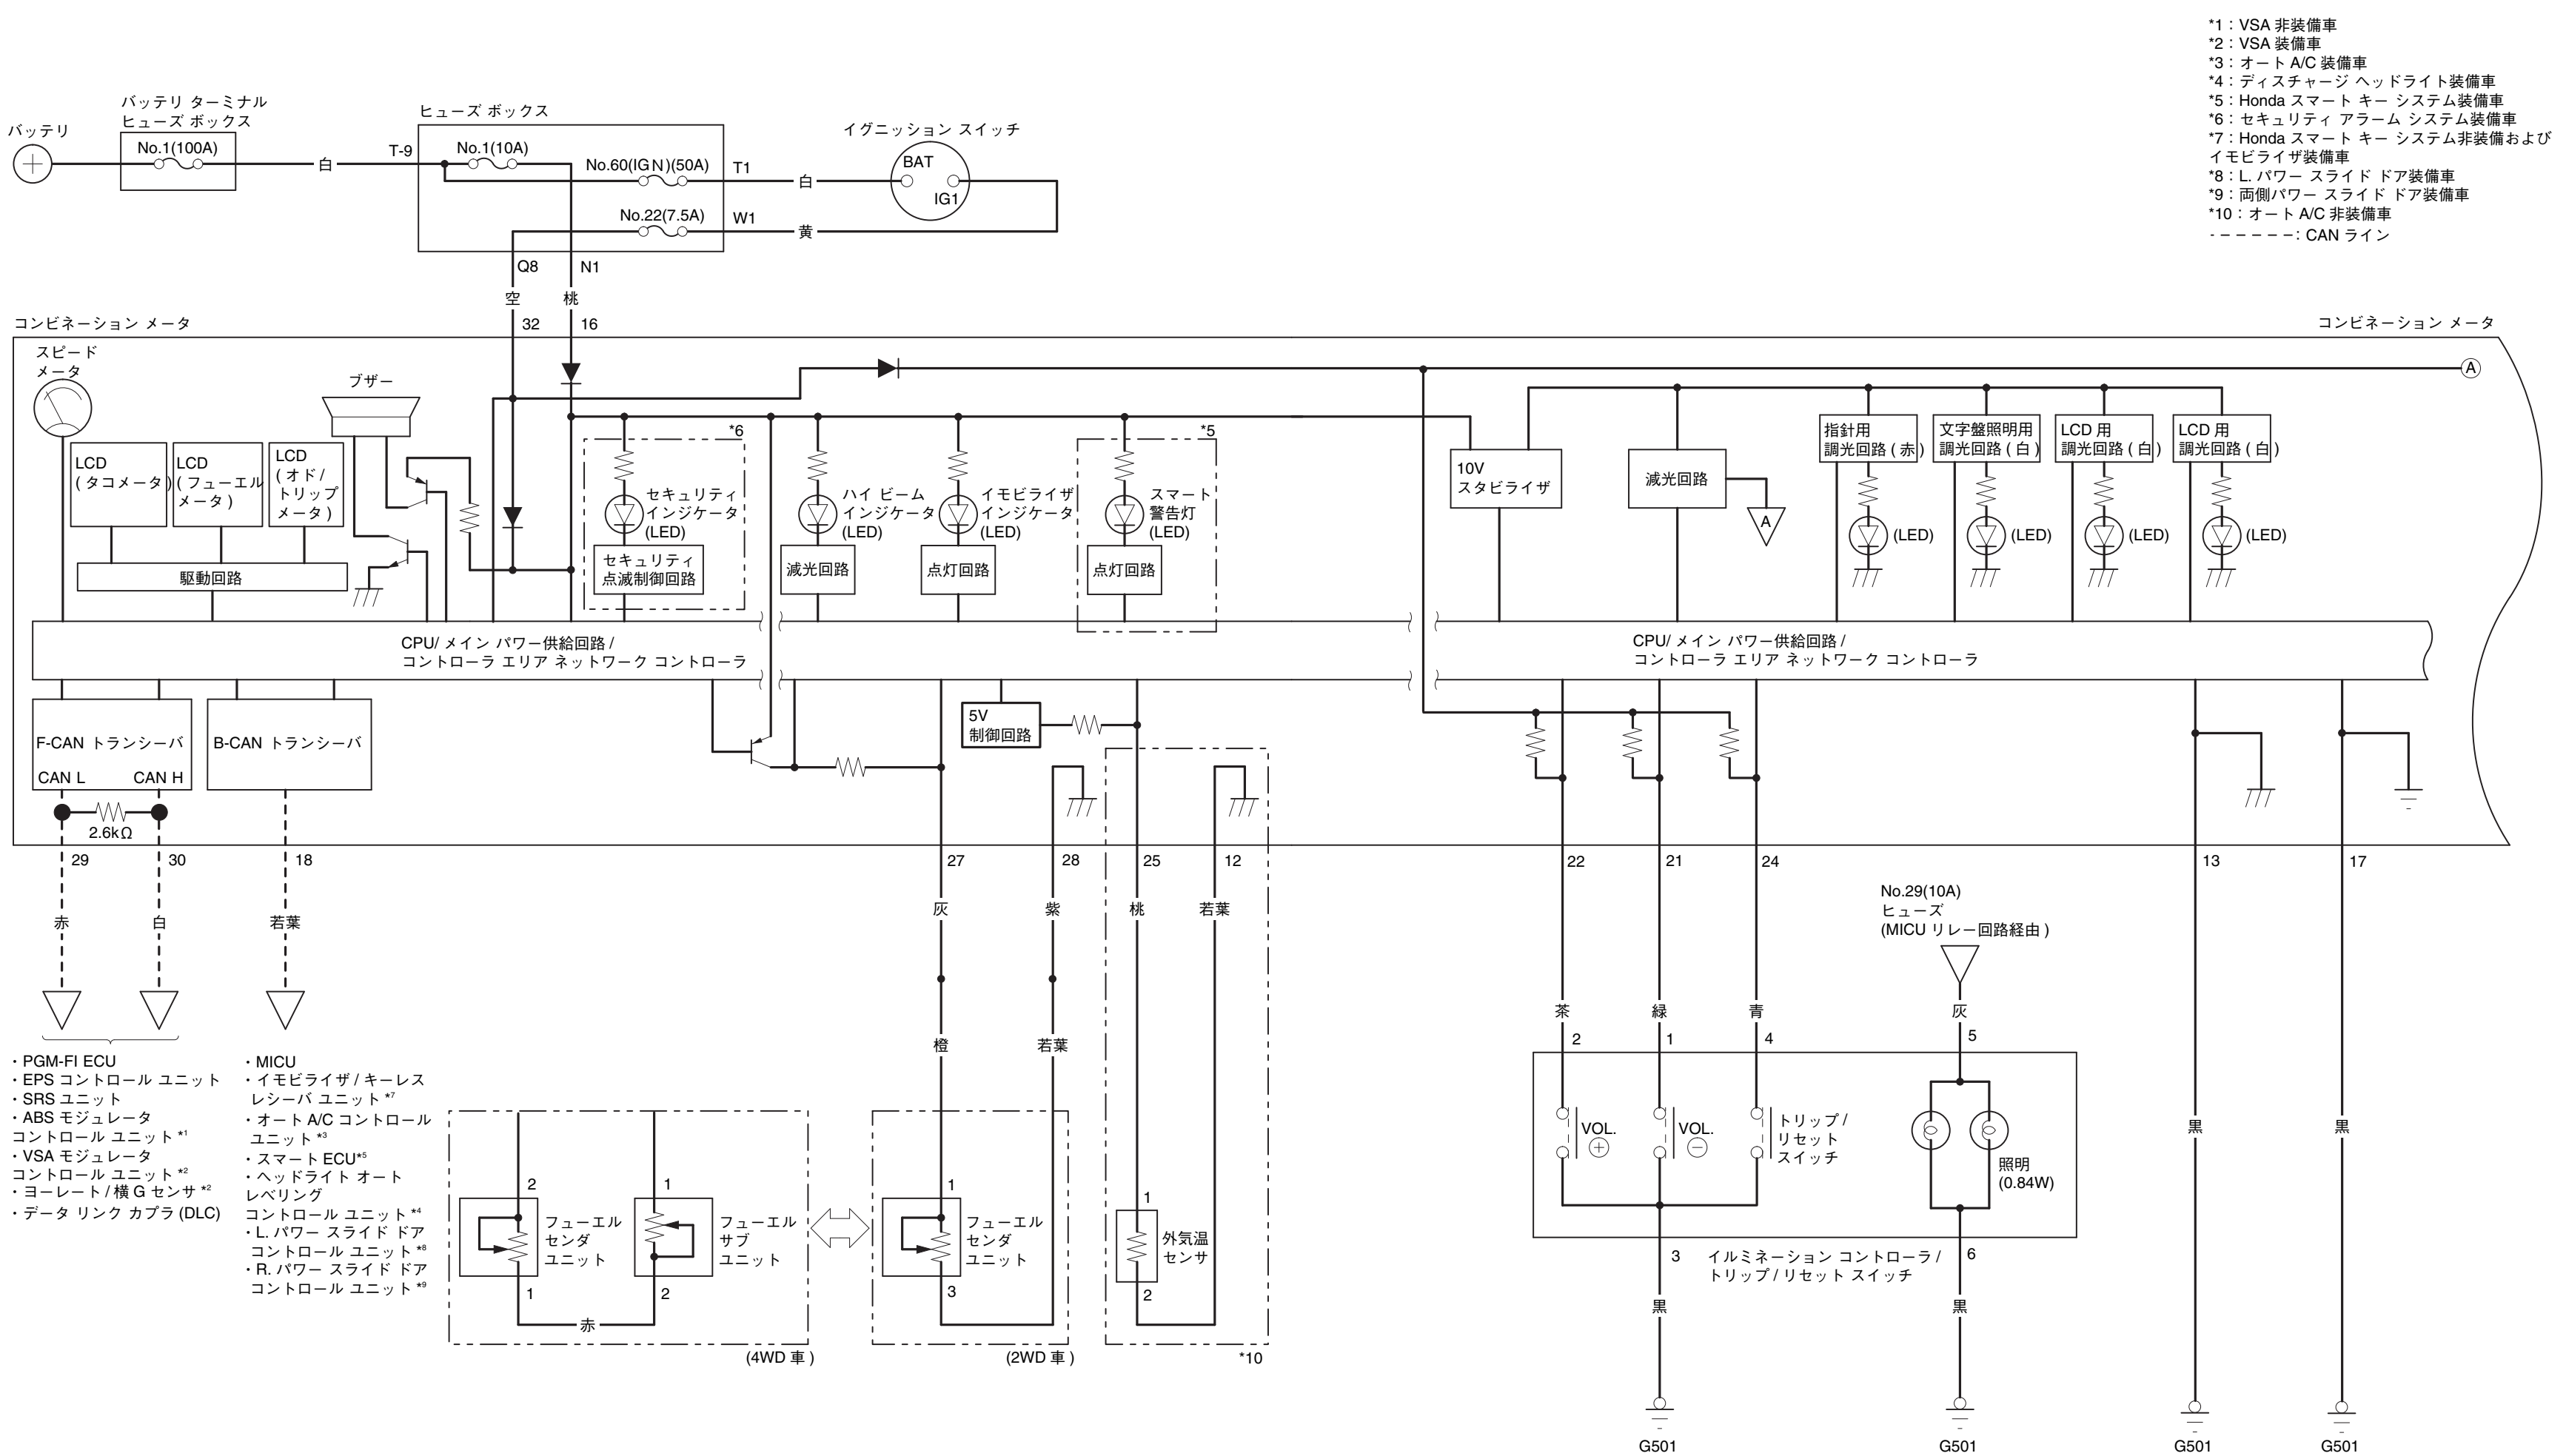 *1：VSA 非装備車
*2：VSA 装備車
*3：オート A/C 装備車
*4：ディスチャージ ヘッドライト装備車
*5：Honda スマート キー システム装備車
*6：セキュリティ アラーム システム装備車
*7：Honda スマート キー システム非装備および
イモビライザ装備車
*8：L. パワー スライド ドア装備車
*9：両側パワー スライド ドア装備車
*10：オート A/C 非装備車
------: CAN ライン
バッテリ
バッテリ ターミナル
ヒューズ ボックス
No.1(100A)
白
T-9
ヒューズ ボックス
No.1(10A)
No.60(IGN)(50A)
No.22(7.5A)
T1
W1
白
黄
イグニッション スイッチ
BAT
IG1
Q8
N1
空
桃
32
16
コンビネーション メータ
コンビネーション メータ
スピード
メータ
ブザー
LCD
( タコメータ )
LCD
( フューエル
メータ )
LCD
( オド /
トリップ
メータ )
駆動回路
*6
セキュリティ
インジケータ
(LED)
セキュリティ
点滅制御回路
ハイ ビーム
インジケータ
(LED)
減光回路
イモビライザ
インジケータ
(LED)
点灯回路
*5
スマート
警告灯
(LED)
点灯回路
A
10V
スタビライザ
減光回路
A
指針用
調光回路 ( 赤 )
(LED)
文字盤照明用
調光回路 ( 白 )
(LED)
LCD 用
調光回路 ( 白 )
(LED)
LCD 用
調光回路 ( 白 )
(LED)
CPU/ メイン パワー供給回路 /
コントローラ エリア ネットワーク コントローラ
CPU/ メイン パワー供給回路 /
コントローラ エリア ネットワーク コントローラ
F-CAN トランシーバ
CAN L
CAN H
2.6kΩ
B-CAN トランシーバ
5V
制御回路
29
30
18
27
28
25
12
22
21
24
13
17
赤
白
若葉
灰
紫
桃
若葉
橙
若葉
No.29(10A)
ヒューズ
(MICU リレー回路経由 )
茶
緑
青
灰
2
1
4
5
・PGM-FI ECU
・EPS コントロール ユニット
・SRS ユニット
・ABS モジュレータ
コントロール ユニット *1
・VSA モジュレータ
コントロール ユニット *2
・ヨーレート / 横 G センサ *2
・データ リンク カプラ (DLC)
・MICU
・イモビライザ / キーレス
レシーバ ユニット *7
・オート A/C コントロール
ユニット *3
・スマート ECU*5
・ヘッドライト オート
レベリング
コントロール ユニット *4
・L. パワー スライド ドア
コントロール ユニット *8
・R. パワー スライド ドア
コントロール ユニット *9
2
フューエル
センダ
ユニット
1
1
フューエル
サブ
ユニット
2
赤
(4WD 車 )
1
フューエル
センダ
ユニット
3
(2WD 車 )
1
外気温
センサ
2
*10
VOL.
+
VOL.
−
トリップ /
リセット
スイッチ
照明
(0.84W)
3
イルミネーション コントローラ /
トリップ / リセット スイッチ
6
黒
黒
黒
黒
G501
G501
G501
G501